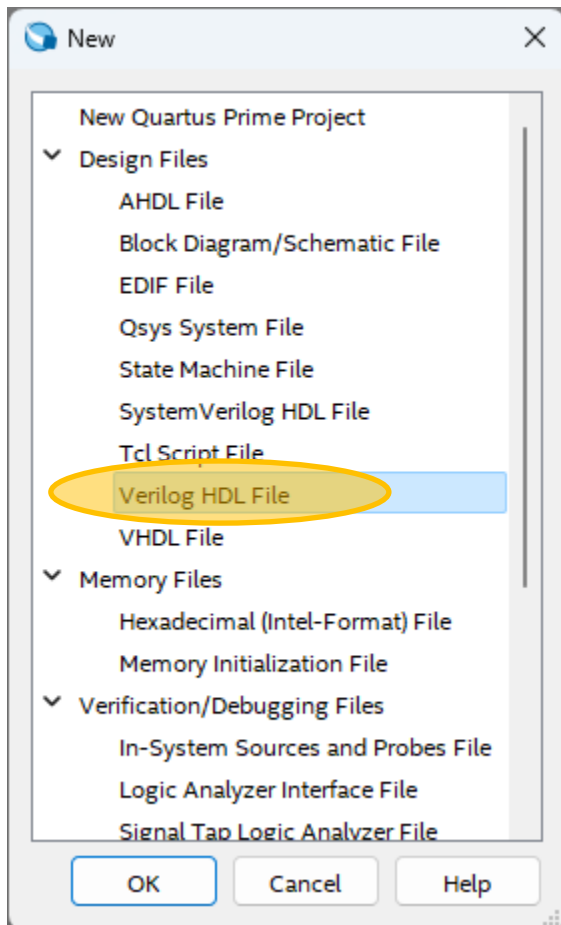 New
New Quartus Prime Project
Design Files
AHDL File
Block Diagram/Schematic File
EDIF File
Qsys System File
State Machine File
SystemVerilog HDL File
Tcl Script File
Verilog HDL File
VHDL File
Memory Files
Hexadecimal (Intel-Format) File
Memory Initialization File
Verification/Debugging Files
In-System Sources and Probes File
Logic Analyzer Interface File
Signal Tap Logic Analyzer File
OK Cancel Help